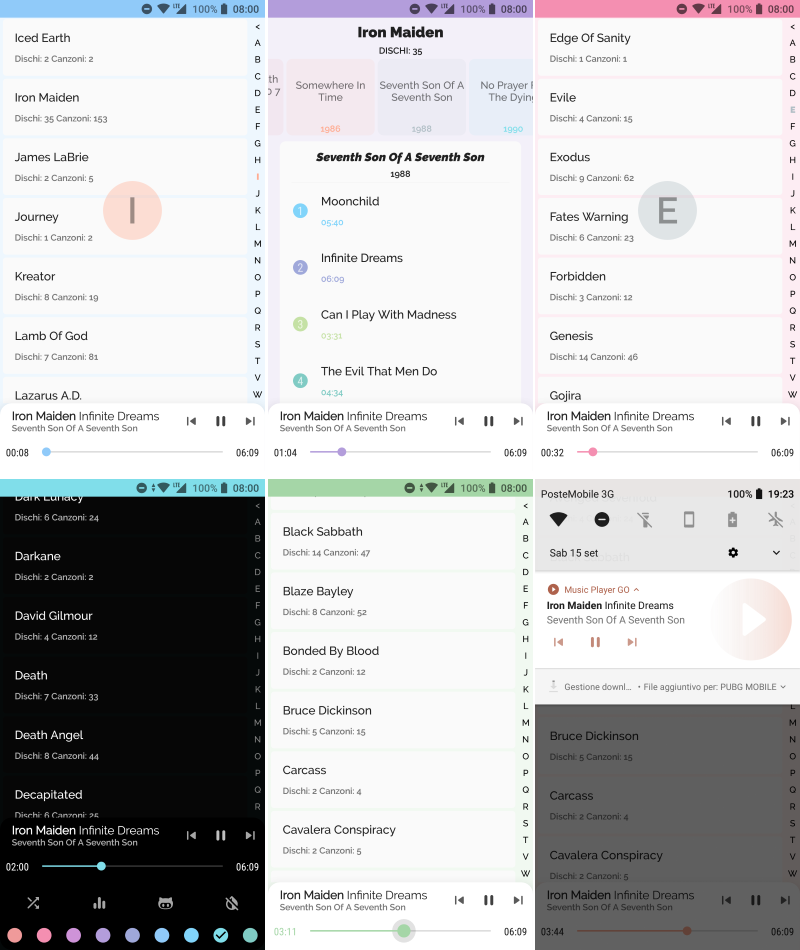 LTE 100% 08:00
Iced Earth
Dischi: 2 Canzoni: 2
Iron Maiden
Dischi: 35 Canzoni: 153
James LaBrie
Dischi: 2 Canzoni: 5
Journey
Dischi: 1 Canzoni: 2
Kreator
Dischi: 8 Canzoni: 19
Lamb Of God
Dischi: 7 Canzoni: 81
Lazarus A.D.
I
<
A
B
C
D
E
F
G
H
I
J
K
L
M
N
O
P
Q
R
S
T
V
W
Iron Maiden Infinite Dreams
Seventh Son Of A Seventh Son
00:08 06:09
LTE 100% 08:00
Iron Maiden
DISCHI: 35
Somewhere In
Time
1986
Seventh Son Of A
Seventh Son
1988
No Prayer F
The Dying
1990
Seventh Son Of A Seventh Son
1988
1 Moonchild
05:40
2 Infinite Dreams
06:09
3 Can I Play With Madness
03:31
4 The Evil That Men Do
04:34
Iron Maiden Infinite Dreams
Seventh Son Of A Seventh Son
01:04 06:09
LTE 100% 08:00
Edge Of Sanity
Dischi: 1 Canzoni: 1
Evile
Dischi: 4 Canzoni: 15
Exodus
Dischi: 9 Canzoni: 62
Fates Warning
Dischi: 6 Canzoni: 23
Forbidden
Dischi: 3 Canzoni: 12
Genesis
Dischi: 14 Canzoni: 46
Gojira
E
<
A
B
C
D
E
F
G
H
I
J
K
L
M
N
O
P
Q
R
S
T
V
W
Iron Maiden Infinite Dreams
Seventh Son Of A Seventh Son
00:32 06:09
LTE 100% 08:00
Dark Lunacy
Dischi: 6 Canzoni: 24
Darkane
Dischi: 2 Canzoni: 2
David Gilmour
Dischi: 4 Canzoni: 12
Death
Dischi: 7 Canzoni: 33
Death Angel
Dischi: 8 Canzoni: 44
Decapitated
Dischi: 6 Canzoni: 25
<
A
B
C
D
E
F
G
H
I
J
K
L
M
N
O
P
Q
R
Iron Maiden Infinite Dreams
Seventh Son Of A Seventh Son
02:00 06:09
LTE 100% 08:00
Black Sabbath
Dischi: 14 Canzoni: 47
Blaze Bayley
Dischi: 8 Canzoni: 52
Bonded By Blood
Dischi: 2 Canzoni: 12
Bruce Dickinson
Dischi: 5 Canzoni: 15
Carcass
Dischi: 2 Canzoni: 4
Cavalera Conspiracy
Dischi: 2 Canzoni: 5
<
A
B
C
D
E
F
G
H
I
J
K
L
M
N
O
P
Q
R
S
T
V
W
Iron Maiden Infinite Dreams
Seventh Son Of A Seventh Son
03:11 06:09
PosteMobile 3G 100% 19:23
Sab 15 set
Music Player GO
Iron Maiden Infinite Dreams
Seventh Son Of A Seventh Son
Gestione downl... • File aggiuntivo per: PUBG MOBILE
Bruce Dickinson
Dischi: 5 Canzoni: 15
Carcass
Dischi: 2 Canzoni: 4
Cavalera Conspiracy
Dischi: 2 Canzoni: 5
L
M
N
O
P
Q
R
S
T
V
W
Iron Maiden Infinite Dreams
Seventh Son Of A Seventh Son
03:44 06:09